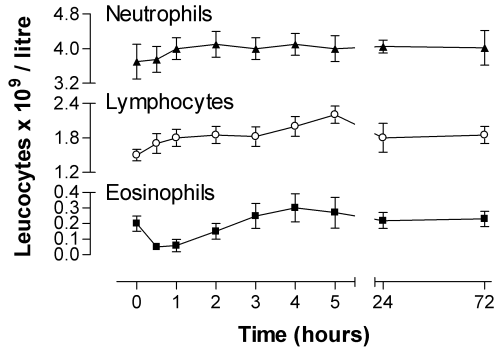 Neutrophils
4.8
4.0
3.2
Lymphocytes
2.4
1.8
1.2
Eosinophils
0.4
0.3
0.2
0.1
0.0
Leucocytes x 10⁹ / litre
0 1 2 3 4 5 24 72
Time (hours)